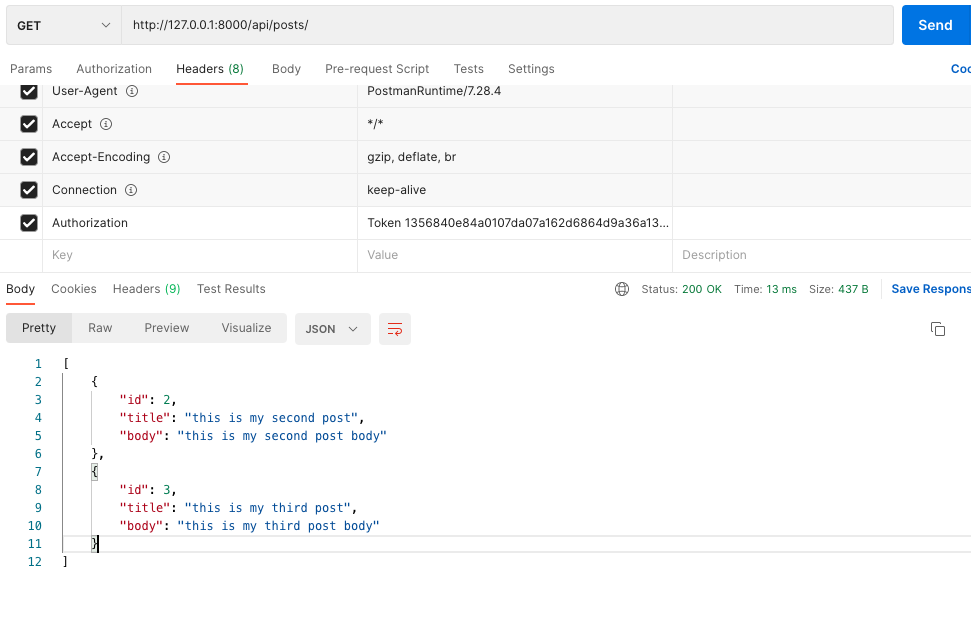 GET http://127.0.0.1:8000/api/posts/ Send
Params Authorization Headers (8) Body Pre-request Script Tests Settings Coo
User-Agent PostmanRuntime/7.28.4
Accept */*
Accept-Encoding gzip, deflate, br
Connection keep-alive
Authorization Token 1356840e84a0107da07a162d6864d9a36a13...
Key Value Description
Body Cookies Headers (9) Test Results Status: 200 OK Time: 13 ms Size: 437 B Save Respons
Pretty Raw Preview Visualize JSON
1 [
2 {
3 "id": 2,
4 "title": "this is my second post",
5 "body": "this is my second post body"
6 },
7 {
8 "id": 3,
9 "title": "this is my third post",
10 "body": "this is my third post body"
11 }
12 ]